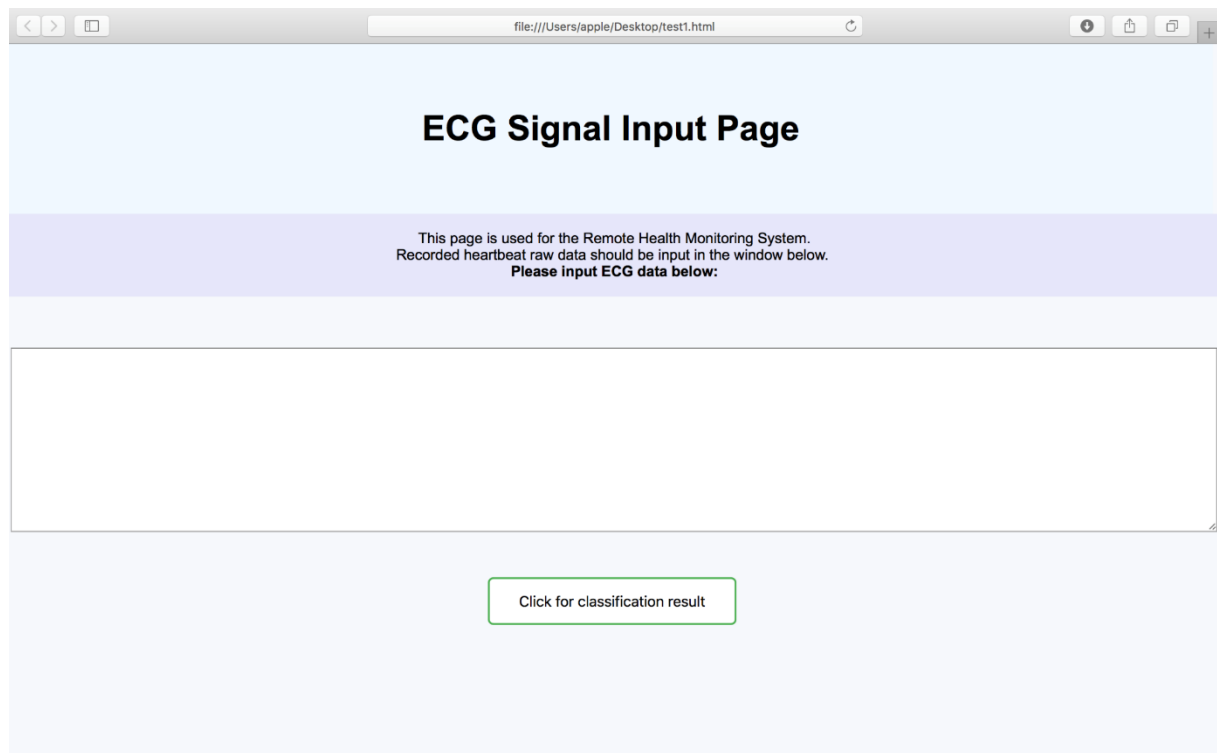 file:///Users/apple/Desktop/test1.html
ECG Signal Input Page
This page is used for the Remote Health Monitoring System.
Recorded heartbeat raw data should be input in the window below.
Please input ECG data below:
Click for classification result